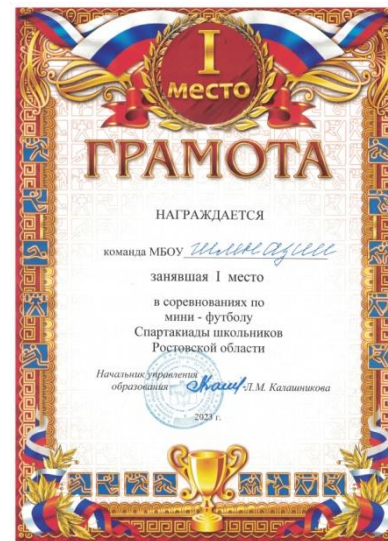 I
место
ГРАМОТА
НАГРАЖДАЕТСЯ
команда МБОУ гимназии
занявшая I место
в соревнованиях по
мини - футболу
Спартакиады школьников
Ростовской области
Начальник управления
образования Л.М. Калашникова
2023 г.